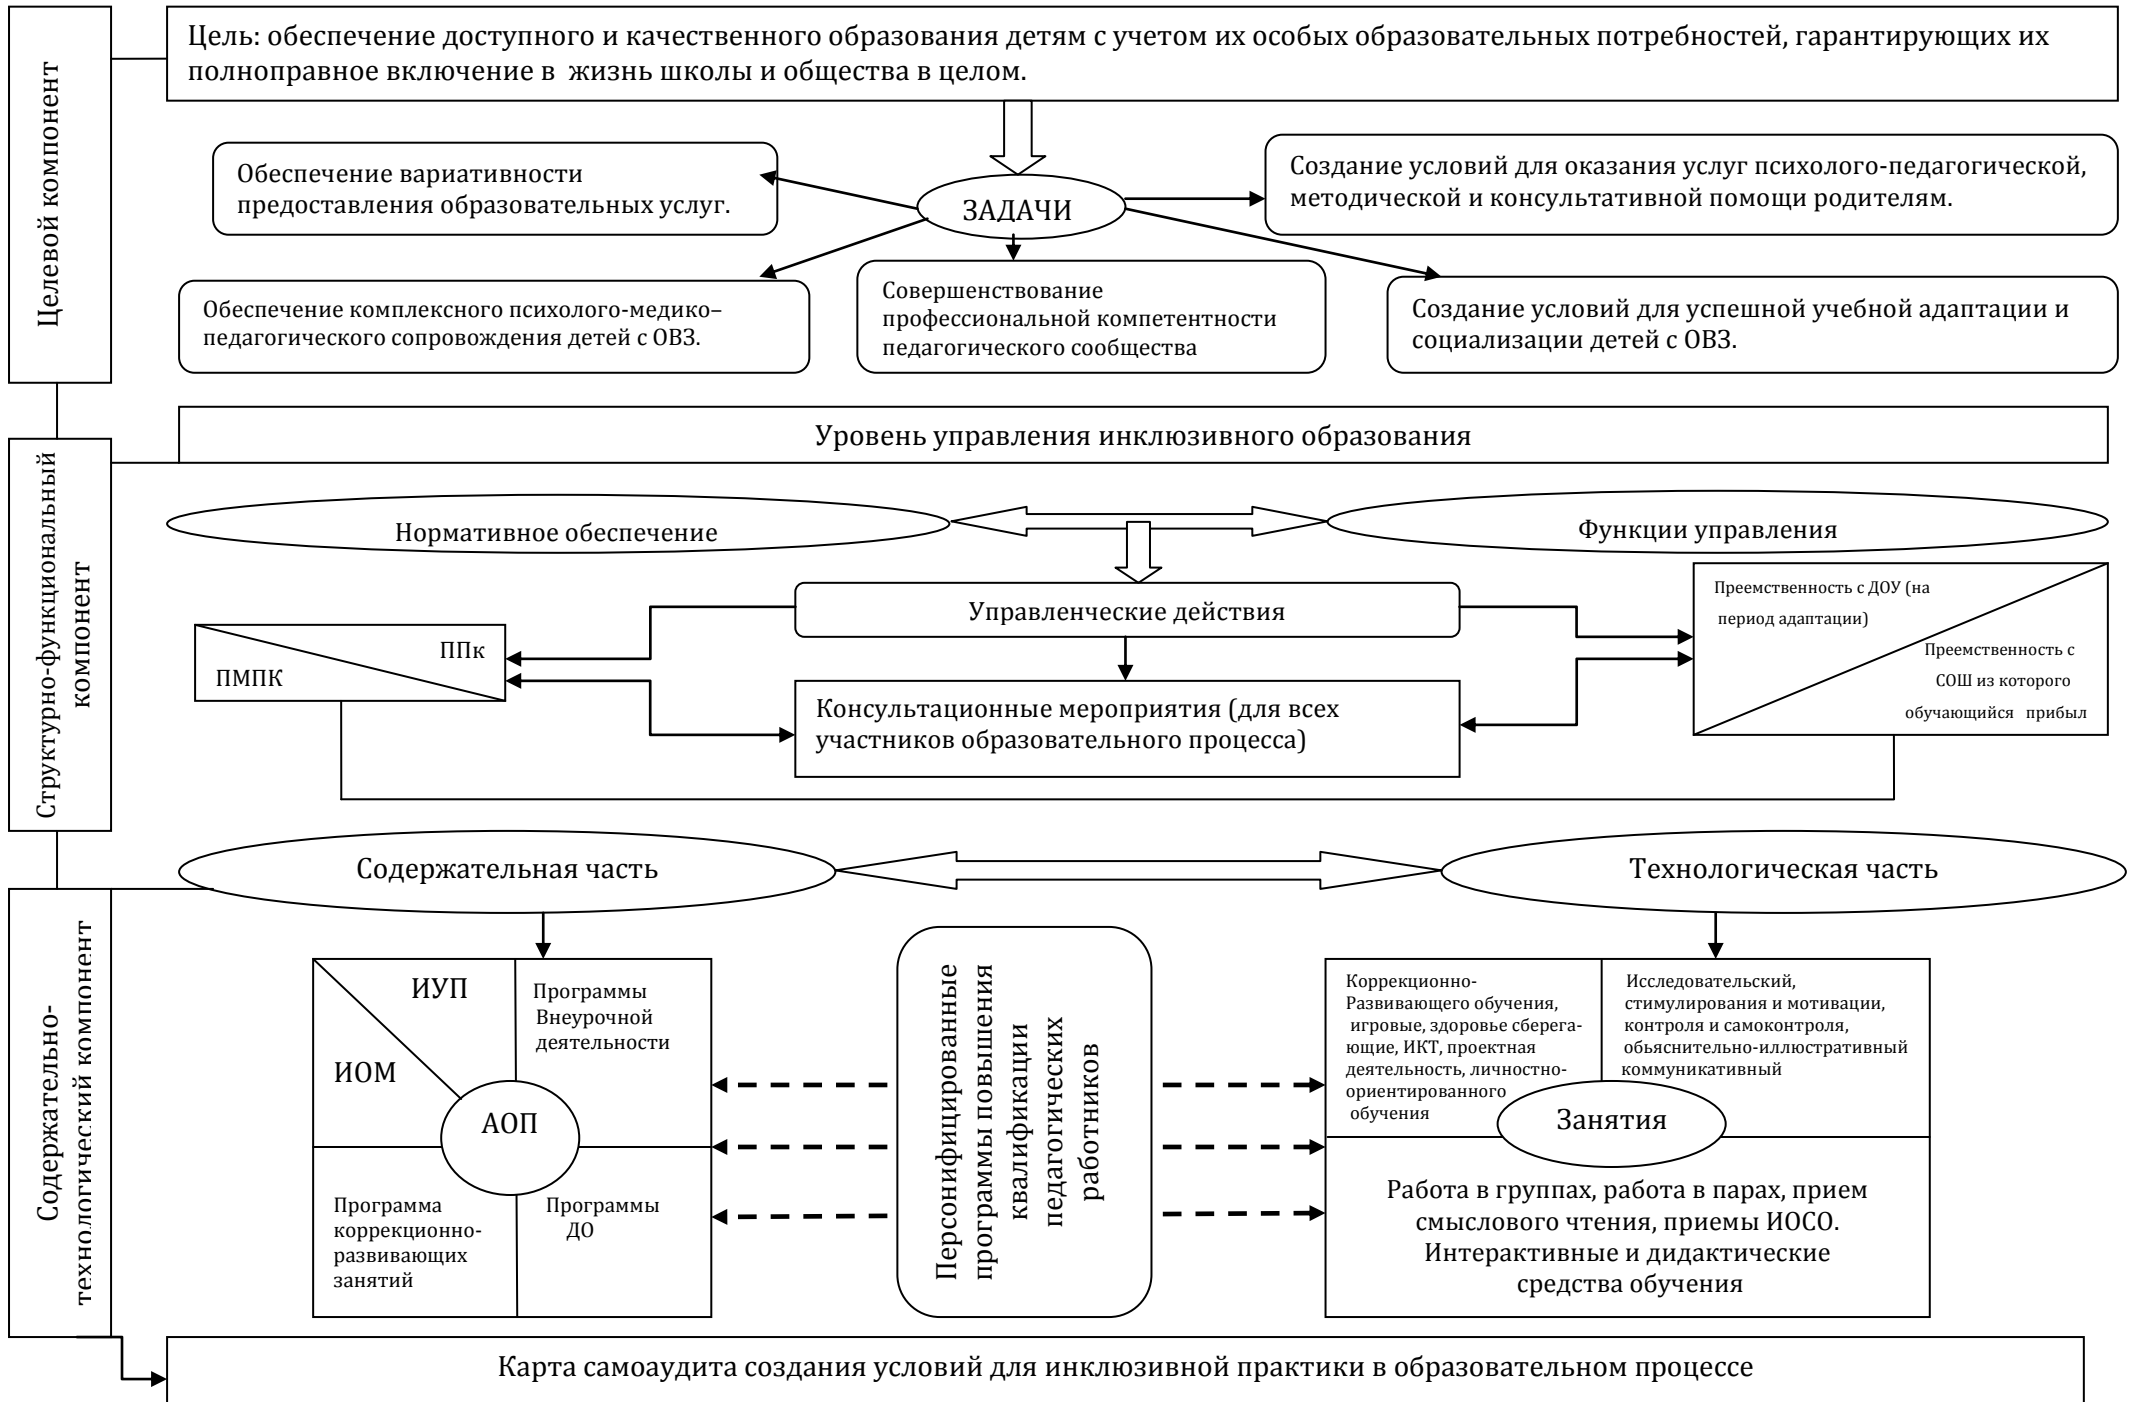 Целевой компонент
Цель: обеспечение доступного и качественного образования детям с учетом их особых образовательных потребностей, гарантирующих их
полноправное включение в жизнь школы и общества в целом.
Обеспечение вариативности
предоставления образовательных услуг.
ЗАДАЧИ
Создание условий для оказания услуг психолого-педагогической,
методической и консультативной помощи родителям.
Обеспечение комплексного психолого-медико–
педагогического сопровождения детей с ОВЗ.
Совершенствование
профессиональной компетентности
педагогического сообщества
Создание условий для успешной учебной адаптации и
социализации детей с ОВЗ.
Структурно-функциональный
компонент
Уровень управления инклюзивного образования
Нормативное обеспечение
Функции управления
Управленческие действия
ППк
ПМПК
Преемственность с ДОУ (на
период адаптации)
Преемственность с
СОШ из которого
обучающийся прибыл
Консультационные мероприятия (для всех
участников образовательного процесса)
Содержательно-
технологический компонент
Содержательная часть
Технологическая часть
ИУП
ИОМ
Программы
Внеурочной
деятельности
АОП
Программа
коррекционно-
развивающих
занятий
Программы
ДО
Персонифицированные
программы повышения
квалификации
педагогических
работников
Коррекционно-
Развивающего обучения,
игровые, здоровье сберега-
ющие, ИКТ, проектная
деятельность, личностно-
ориентированного
обучения
Исследовательский,
стимулирования и мотивации,
контроля и самоконтроля,
обьяснительно-иллюстративный
коммуникативный
Занятия
Работа в группах, работа в парах, прием
смыслового чтения, приемы ИОСО.
Интерактивные и дидактические
средства обучения
Карта самоаудита создания условий для инклюзивной практики в образовательном процессе